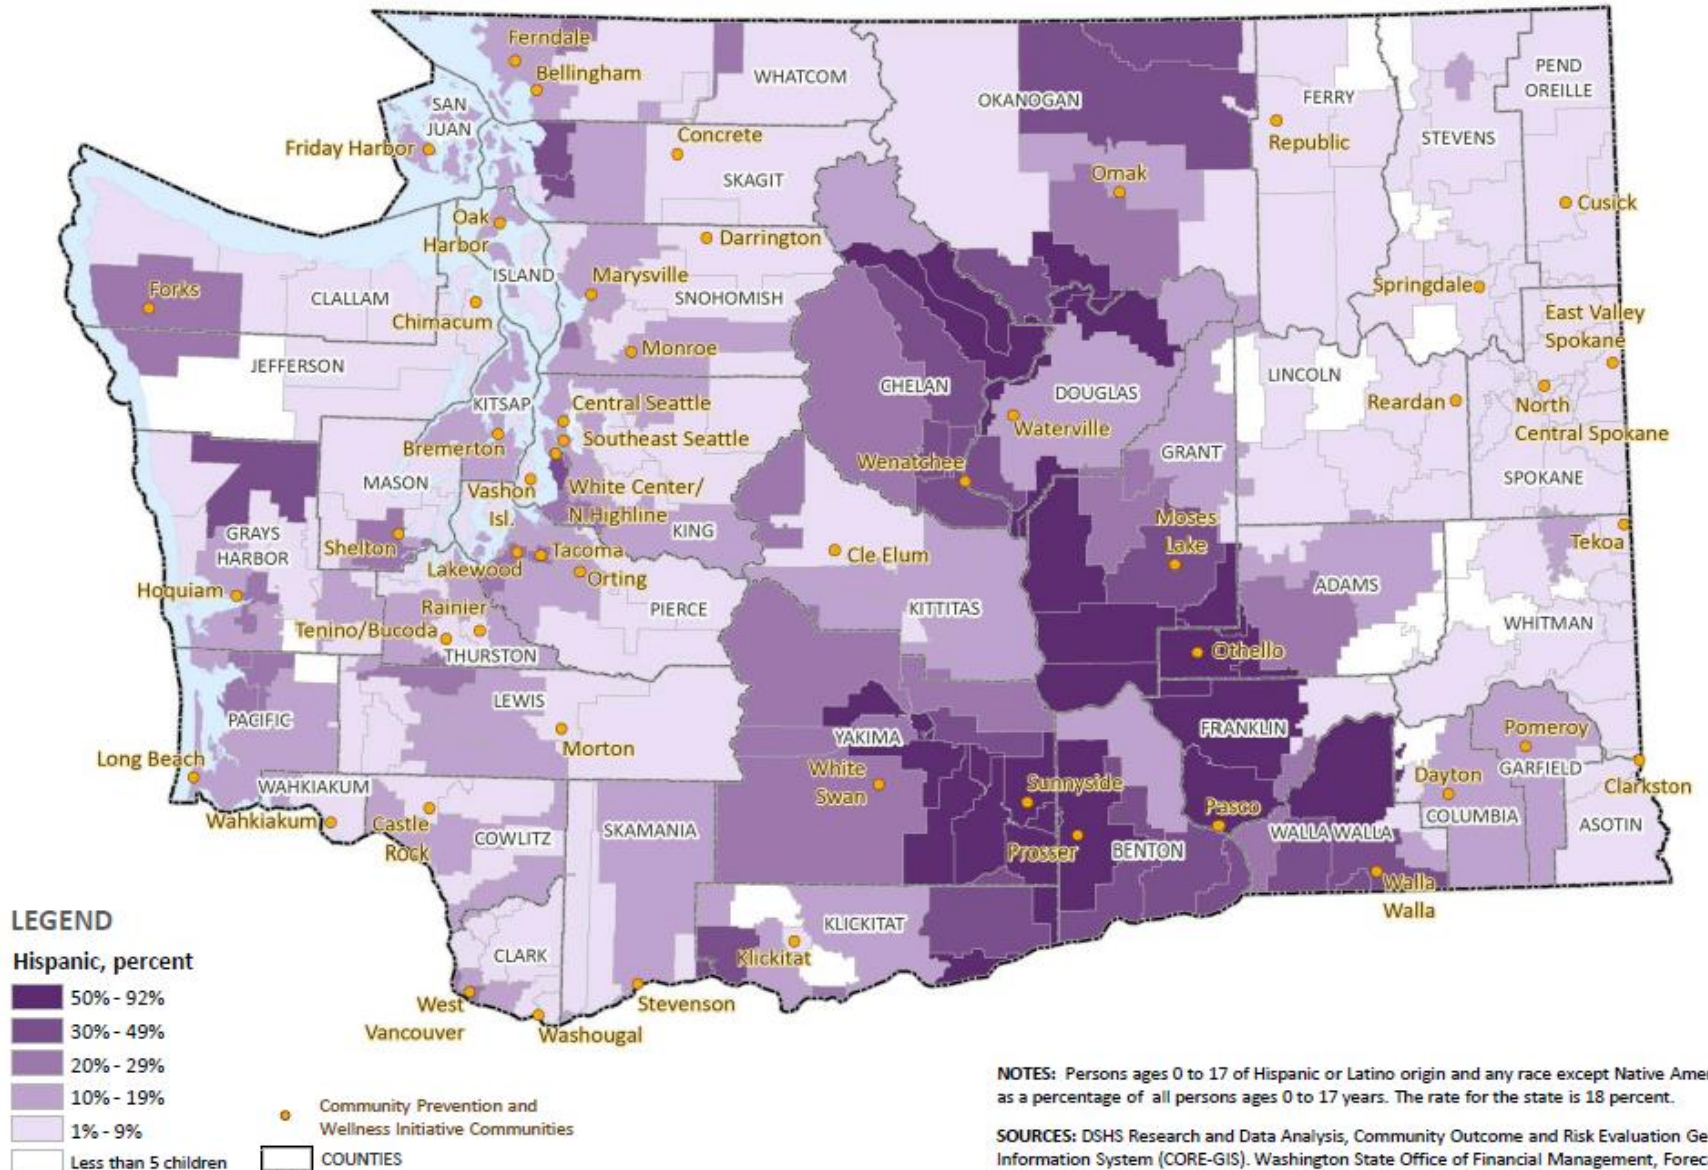 Ferndale
Bellingham
WHATCOM
SAN
JUAN
Friday Harbor
Concrete
SKAGIT
OKANOGAN
Omak
FERRY
Republic
STEVENS
PEND
OREILLE
Cusick
Oak
Harbor
Darrington
ISLAND
Marysville
SNOHOMISH
Forks
CLALLAM
Chimacum
Monroe
JEFFERSON
Springdale
East Valley
Spokane
CHELAN
DOUGLAS
Waterville
LINCOLN
Reardan
North
Central Spokane
KITSAP
Central Seattle
Southeast Seattle
Bremerton
Wenatchee
GRANT
SPOKANE
MASON
Vashon
Isl.
White Center/
N.Highline
KING
Moses
Lake
Tekoa
GRAYS
HARBOR
Shelton
Lakewood
Tacoma
Orting
Cle Elum
Hoquiam
Rainier
PIERCE
KITTITAS
ADAMS
WHITMAN
Tenino/Bucoda
THURSTON
Othello
LEWIS
PACIFIC
Morton
YAKIMA
FRANKLIN
Pomeroy
Long Beach
WAHKIAKUM
White
Swan
Sunnyside
Dayton
GARFIELD
Clarkston
Wahkiakum
Castle
Rock
COWLITZ
SKAMANIA
Prosser
BENTON
Pasco
WALLA WALLA
COLUMBIA
ASOTIN
Walla
Walla
KLICKITAT
Klickitat
CLARK
West
Vancouver
Washougal
Stevenson
LEGEND
Hispanic, percent
50% - 92%
30% - 49%
20% - 29%
10% - 19%
1% - 9%
Less than 5 children
Community Prevention and
Wellness Initiative Communities
COUNTIES
NOTES: Persons ages 0 to 17 of Hispanic or Latino origin and any race except Native Amer
as a percentage of all persons ages 0 to 17 years. The rate for the state is 18 percent.
SOURCES: DSHS Research and Data Analysis, Community Outcome and Risk Evaluation Ge
Information System (CORE-GIS). Washington State Office of Financial Management, Forec